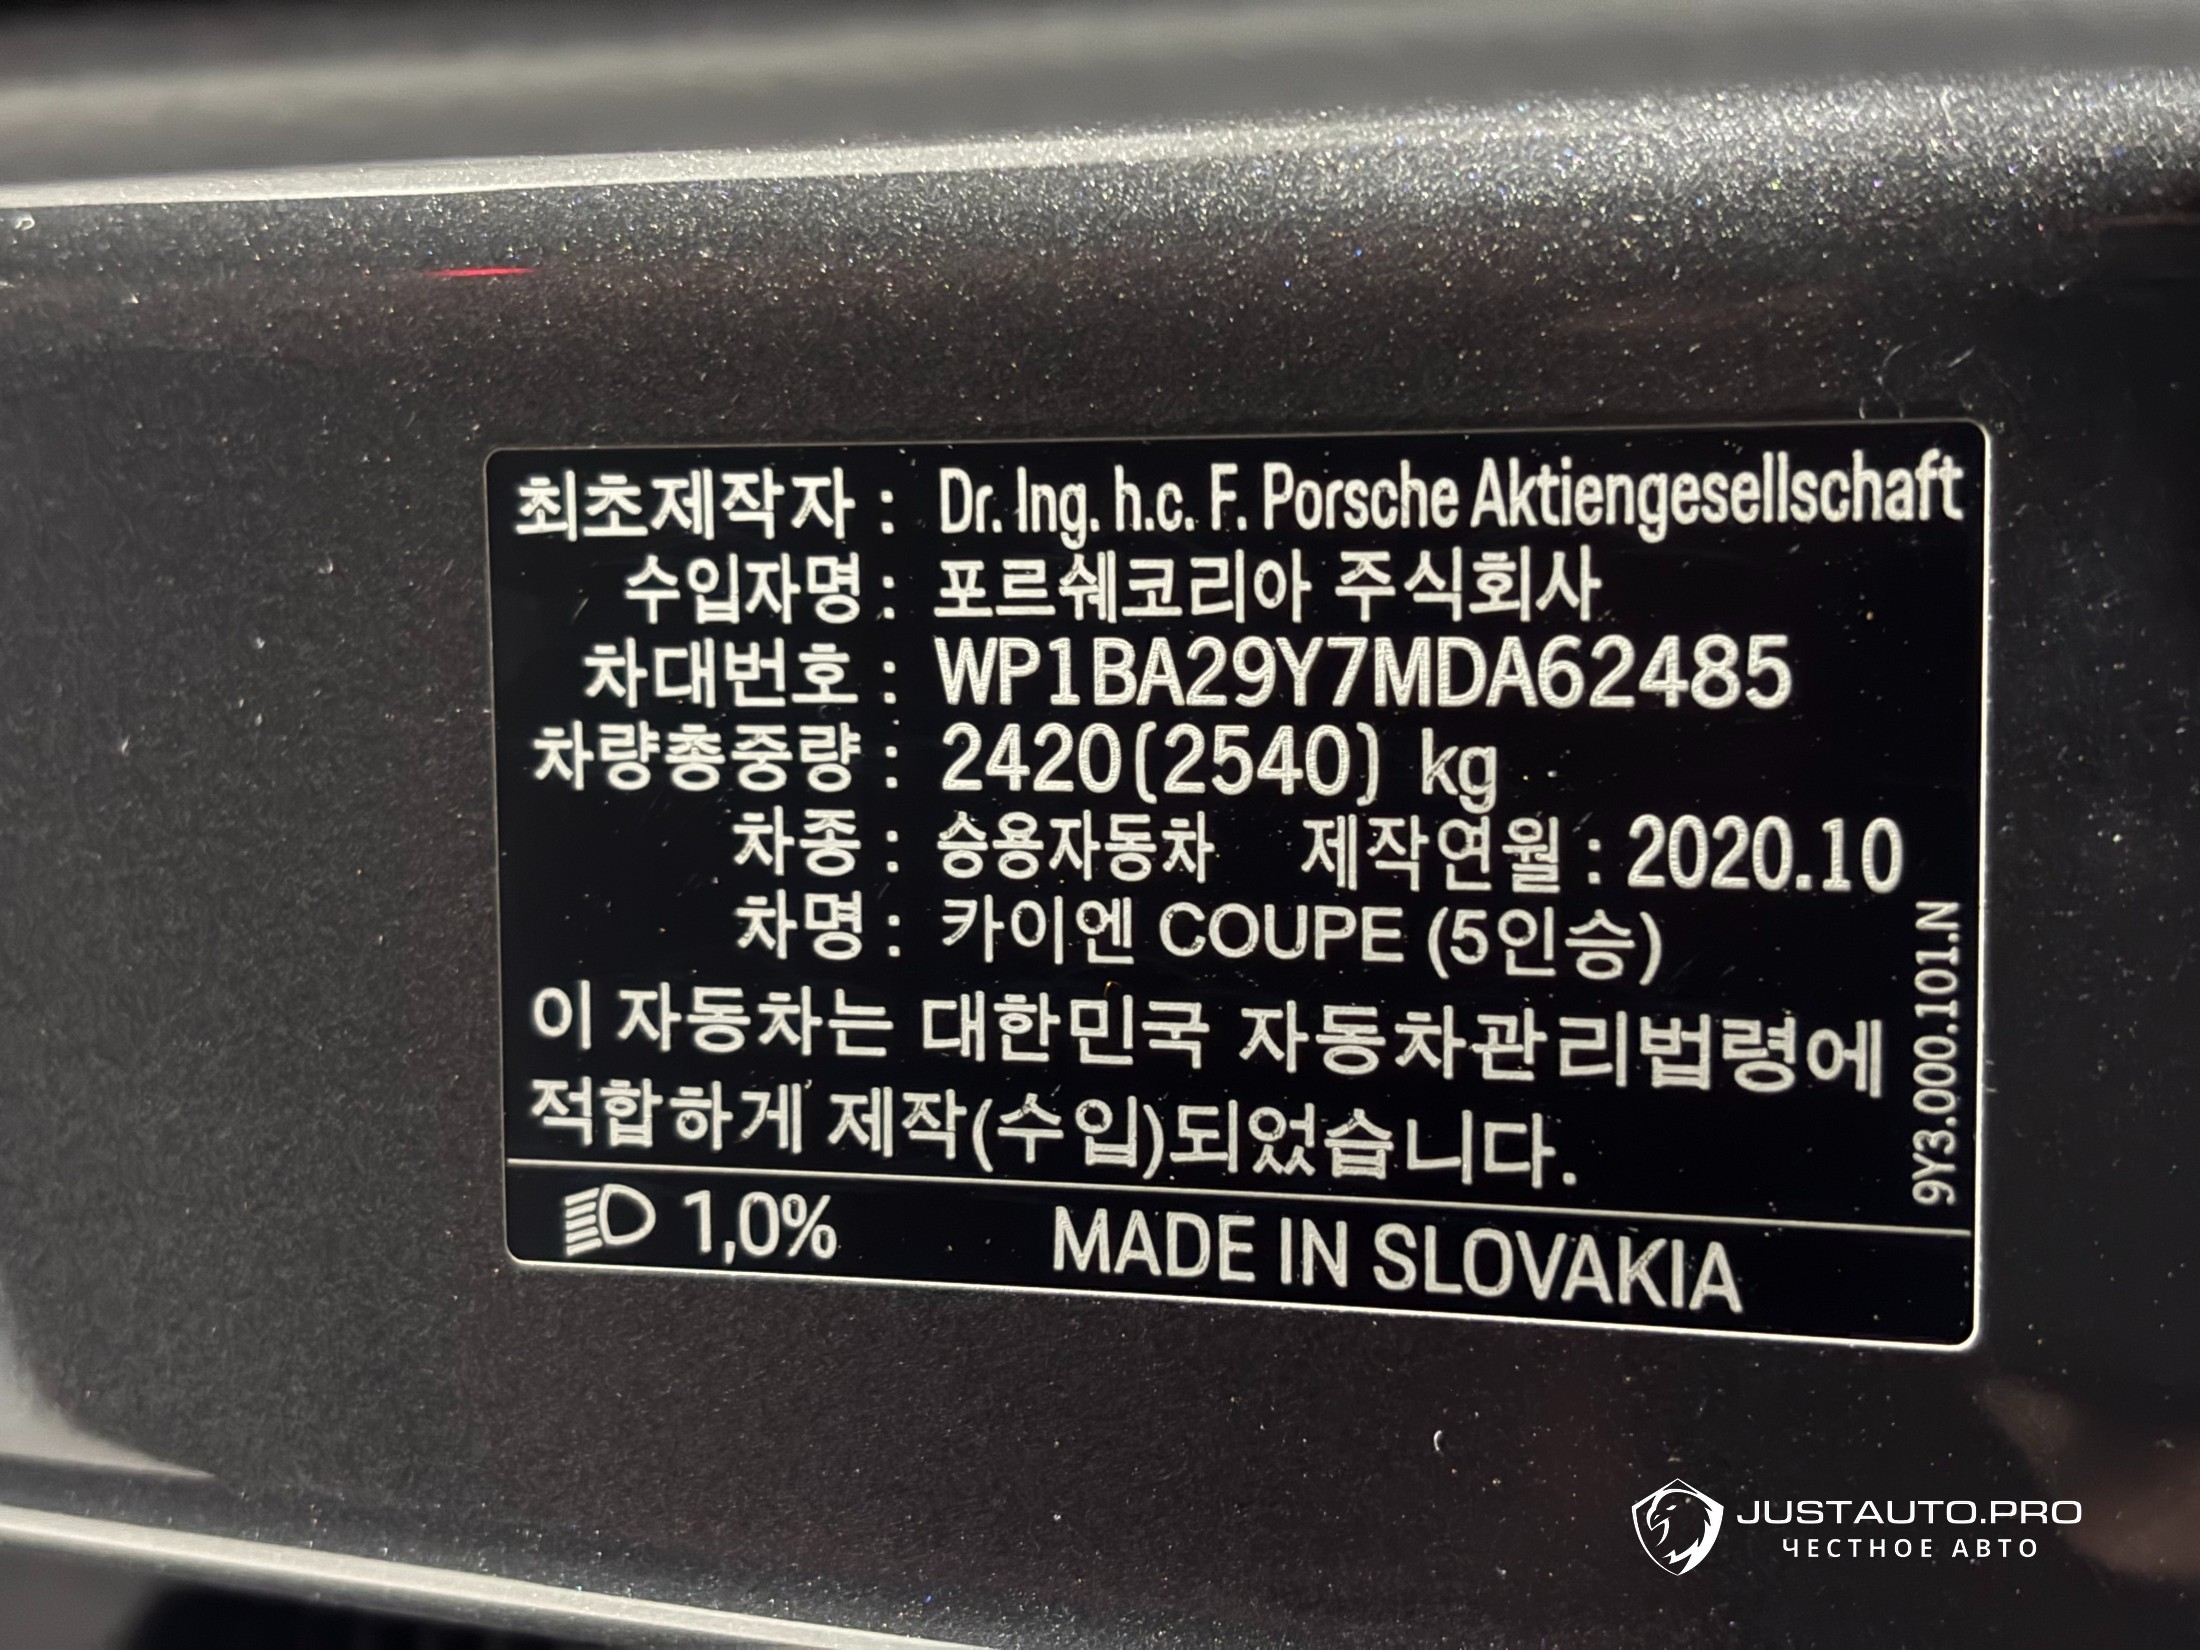 최초제작자 : Dr. Ing. h.c. F. Porsche Aktiengesellschaft
수입자명 : 포르쉐코리아 주식회사
차대번호 : WP1BA29Y7MDA62485
차량총중량 : 2420(2540) kg
차종 : 승용자동차 제작연월 : 2020.10
차명 : 카이엔 COUPE (5인승)
이 자동차는 대한민국 자동차관리법령에
적합하게 제작(수입)되었습니다.
9Y3.000.101.N
1,0% MADE IN SLOVAKIA
JUSTAUTO.PRO
ЧЕСТНОЕ АВТО